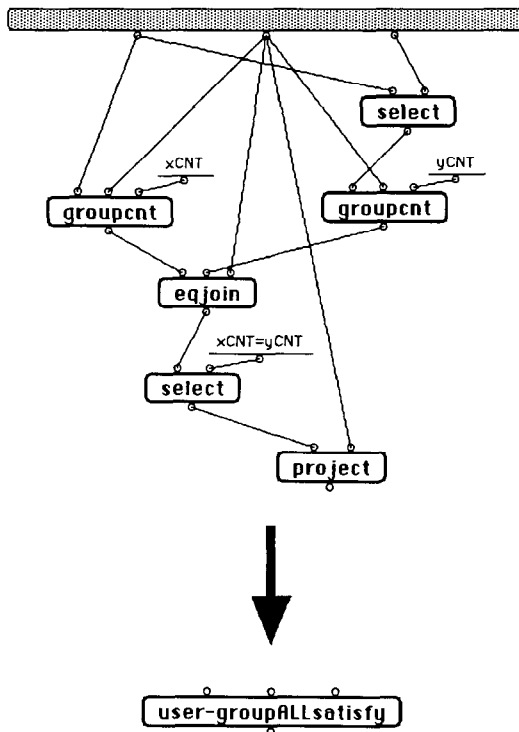 select
xCNT
yCNT
groupcnt
groupcnt
eqjoin
xCNT=yCNT
select
project
user-groupALLsatisfy